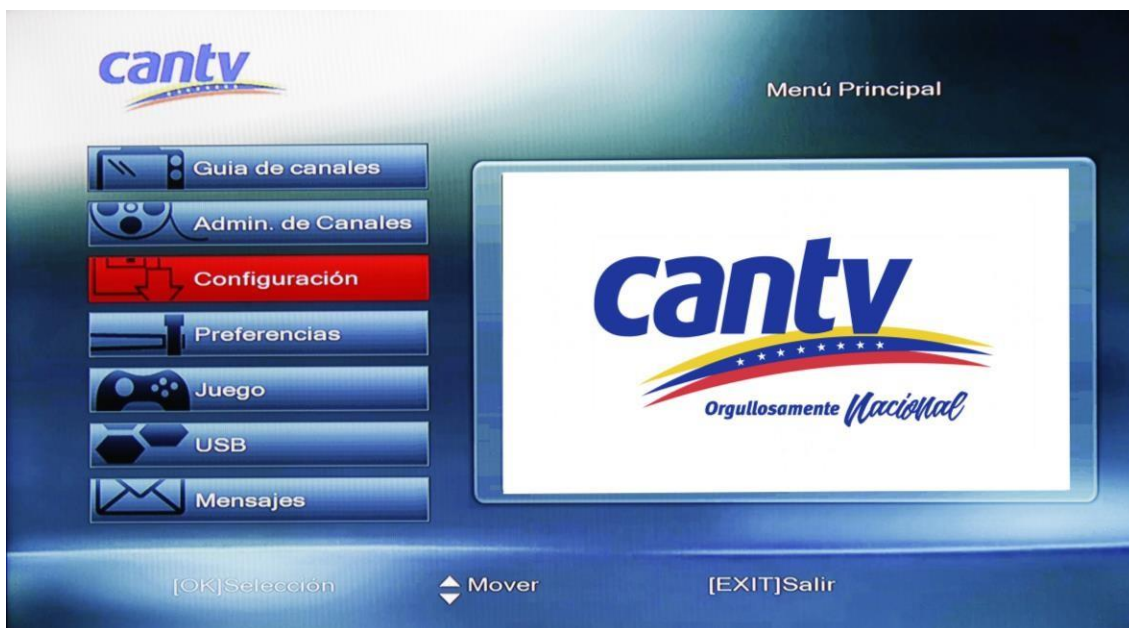 cantv
Menú Principal
Guia de canales
Admin. de Canales
Configuración
Preferencias
Juego
USB
Mensajes
cantv
Orgullosamente Nacional
[OK]Selección
Mover
[EXIT]Salir